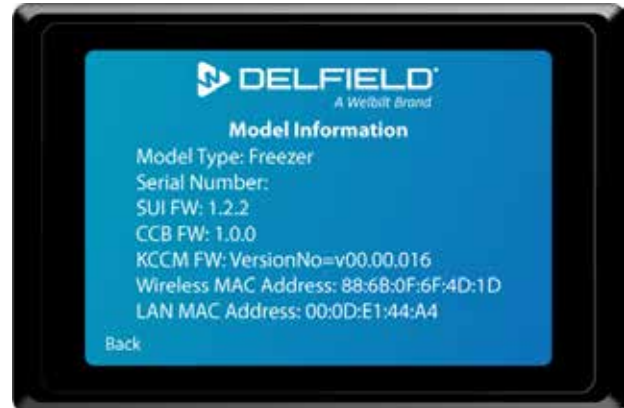 DELFIELD
A Welbilt Brand
Model Information
Model Type: Freezer
Serial Number:
SUI FW: 1.2.2
CCB FW: 1.0.0
KCCM FW: VersionNo=v00.00.016
Wireless MAC Address: 88:6B:0F:6F:4D:1D
LAN MAC Address: 00:0D:E1:44:A4
Back